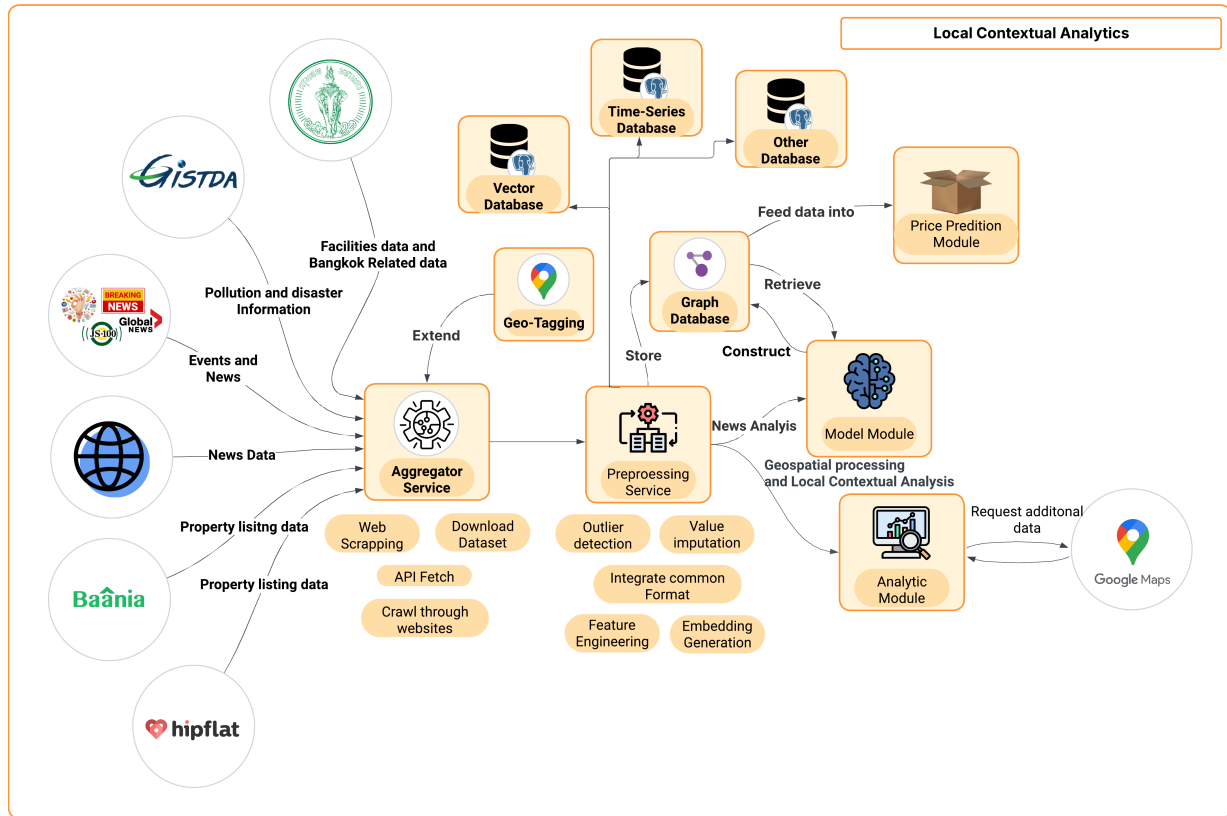 Local Contextual Analytics
GISTDA
BREAKING
NEWS
Global
NEWS
JS-100
Baania
hipflat
Facilities data and
Bangkok Related data
Pollution and disaster
Information
Events and
News
News Data
Property lisitng data
Property listing data
Extend
Geo-Tagging
Aggregator
Service
Web
Scrapping
Download
Dataset
API Fetch
Crawl through
websites
Vector
Database
Time-Series
Database
Other
Database
Store
Graph
Database
Feed data into
Price Predition
Module
Retrieve
Construct
Preproessing
Service
Outlier
detection
Value
imputation
Integrate common
Format
Feature
Engineering
Embedding
Generation
News Analyis
Model Module
Geospatial processing
and Local Contextual Analysis
Analytic
Module
Request additonal
data
Google Maps